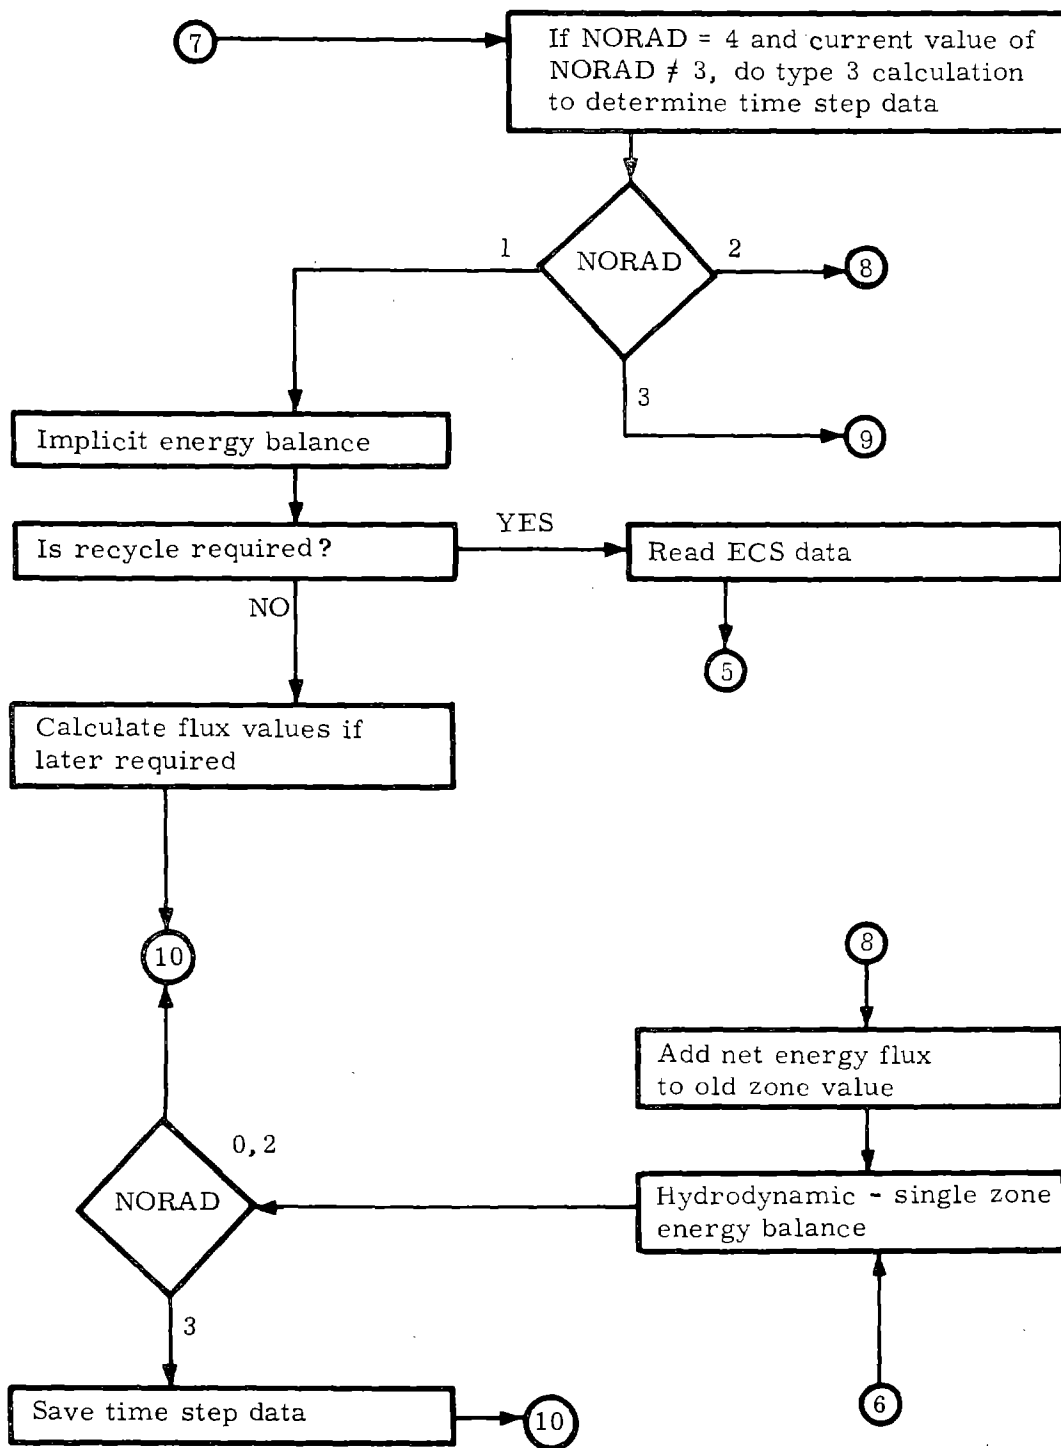 7
If NORAD = 4 and current value of
NORAD ≠ 3, do type 3 calculation
to determine time step data
1
NORAD
2
8
3
9
Implicit energy balance
Is recycle required?
YES
Read ECS data
NO
5
Calculate flux values if
later required
10
8
Add net energy flux
to old zone value
0, 2
NORAD
Hydrodynamic - single zone
energy balance
3
Save time step data
10
6